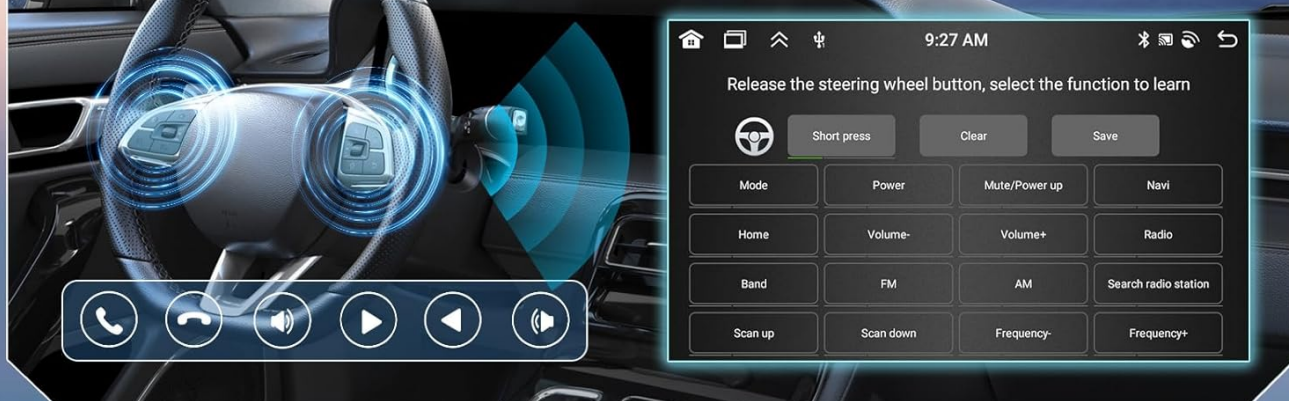 9:27 AM
Release the steering wheel button, select the function to learn
Short press Clear Save
Mode Power Mute/Power up Navi
Home Volume- Volume+ Radio
Band FM AM Search radio station
Scan up Scan down Frequency- Frequency+